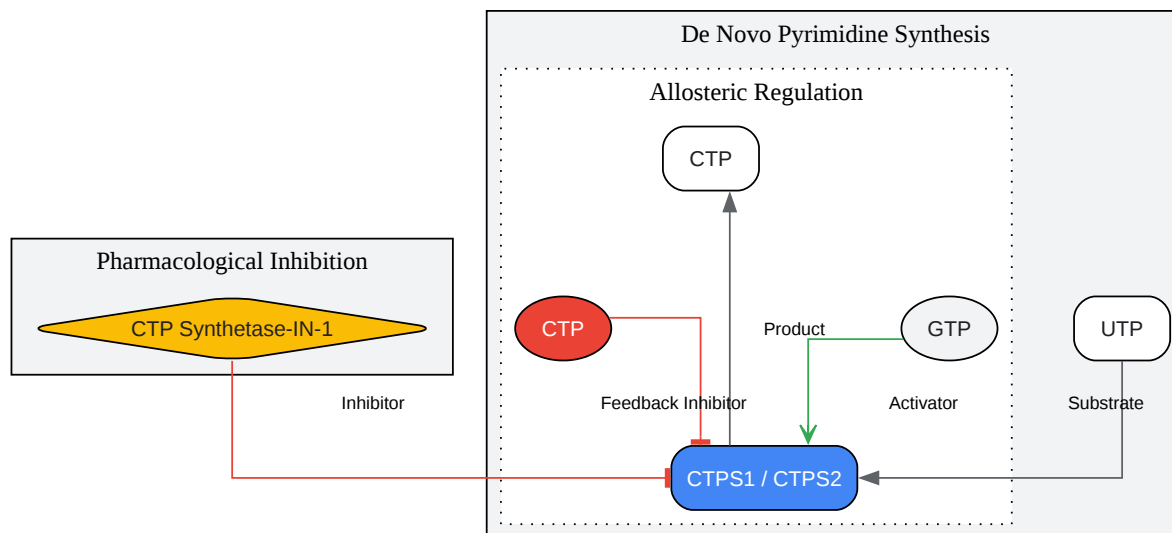 De Novo Pyrimidine Synthesis
Allosteric Regulation
CTP
Pharmacological Inhibition
CTP Synthetase-IN-1
CTP
Product
GTP
UTP
Inhibitor
Feedback Inhibitor
Activator
Substrate
CTPS1 / CTPS2